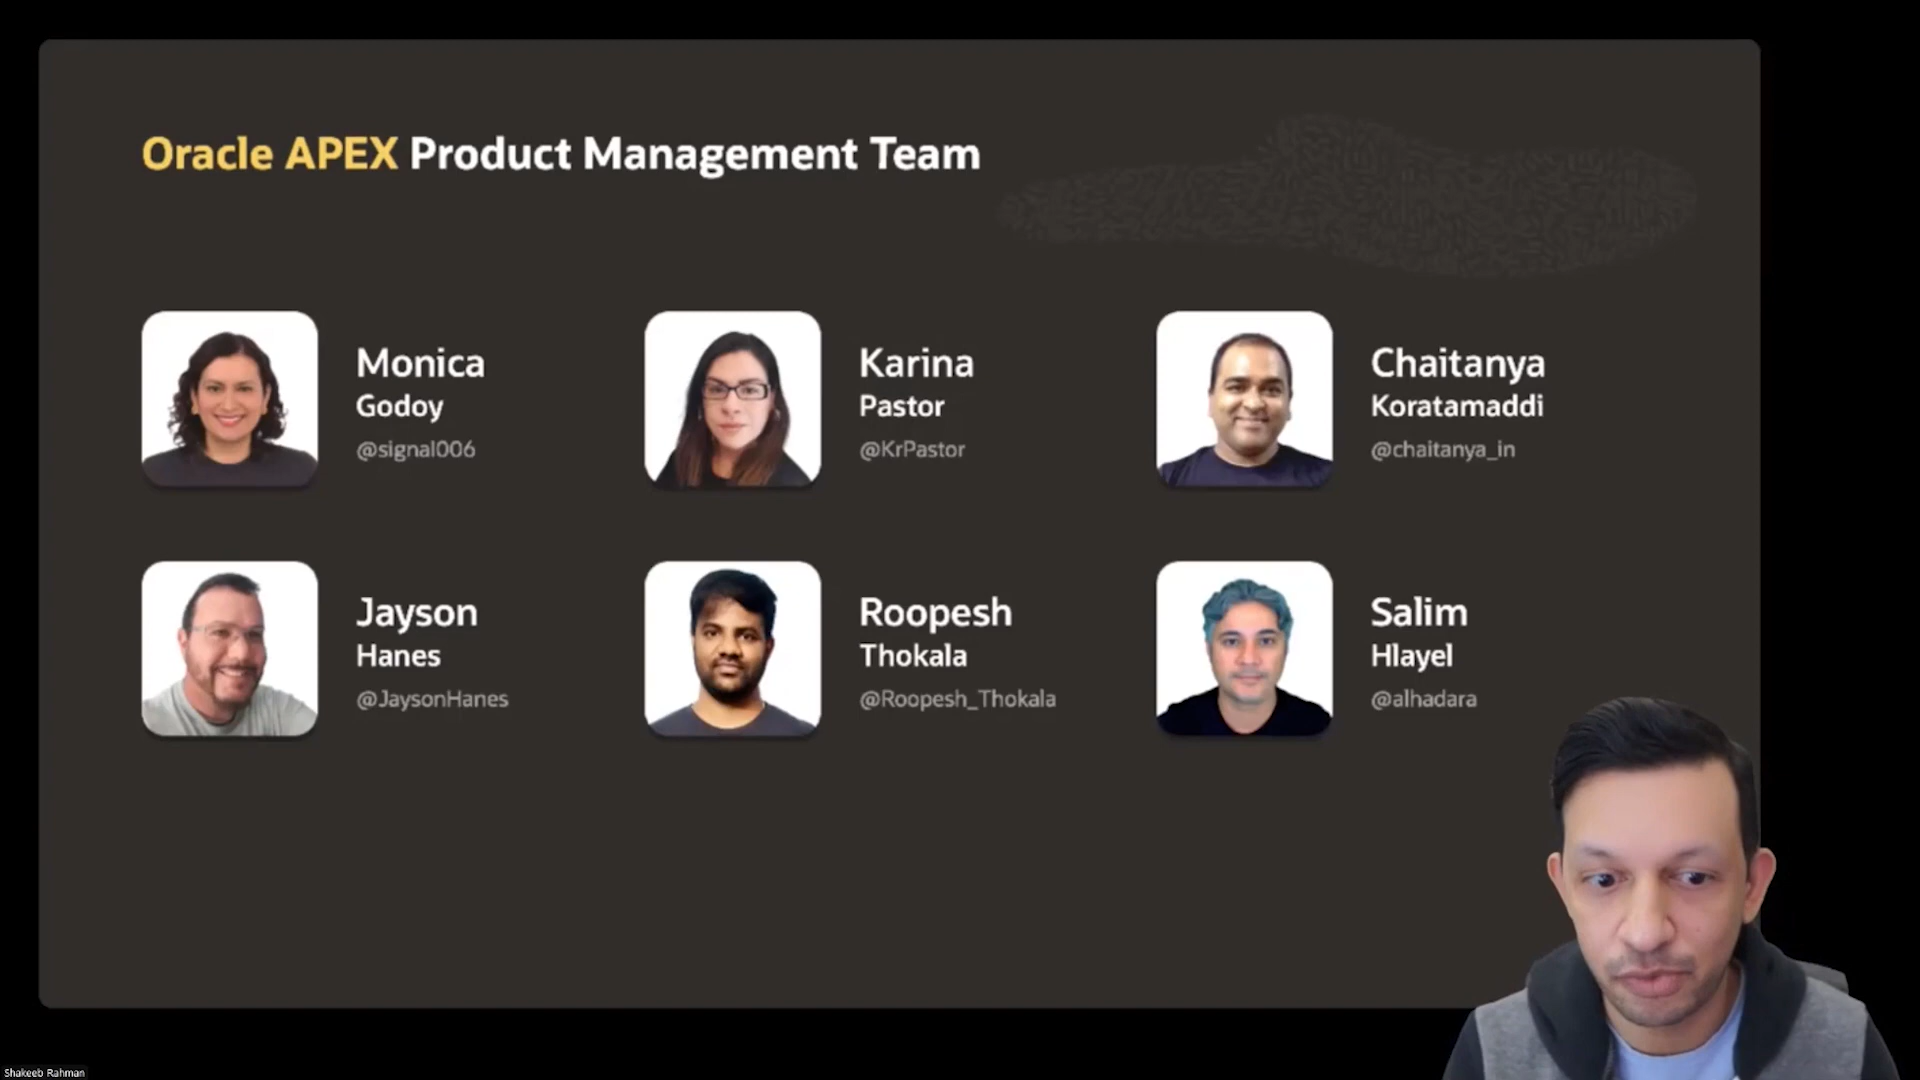 Oracle APEX Product Management Team
Monica
Godoy
@signal006
Karina
Pastor
@KrPastor
Chaitanya
Koratamaddi
@chaitanya_in
Jayson
Hanes
@JaysonHanes
Roopesh
Thokala
@Roopesh_Thokala
Salim
Hlayel
@alhadara
Shakeeb Rahman